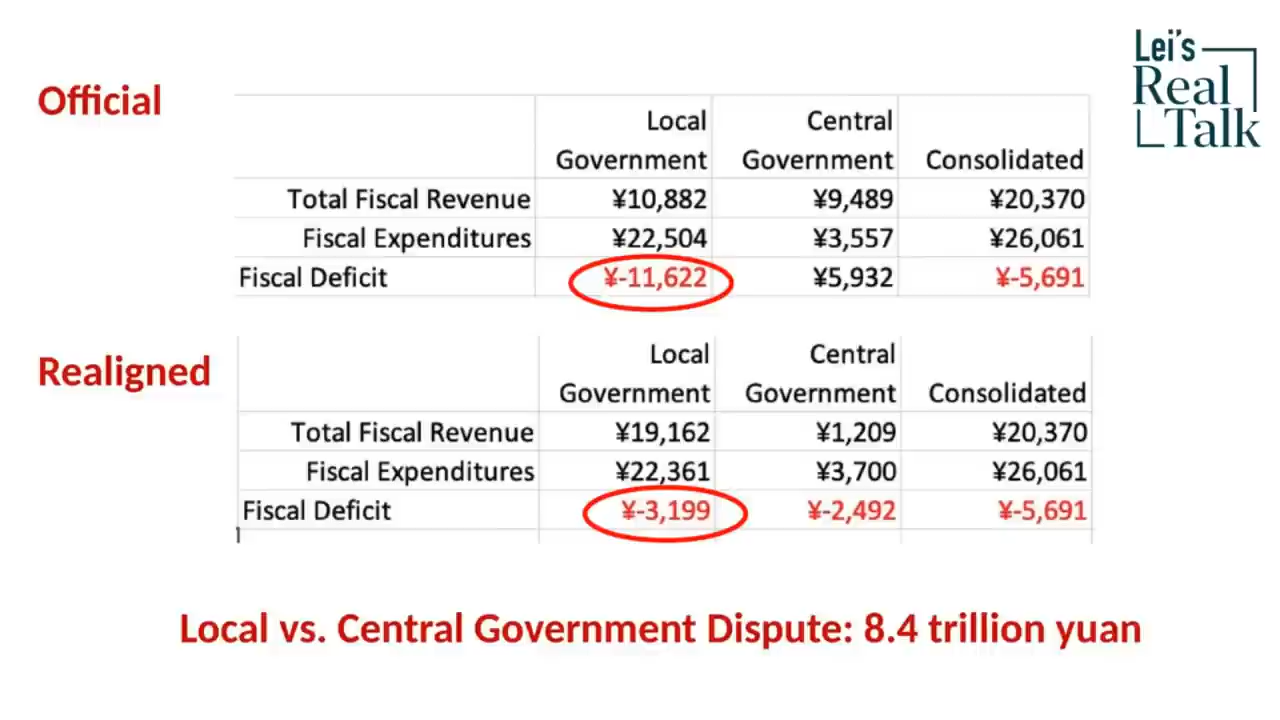 Lei's
Real
Talk
Official
Local Government Central Government Consolidated
Total Fiscal Revenue ¥10,882 ¥9,489 ¥20,370
Fiscal Expenditures ¥22,504 ¥3,557 ¥26,061
Fiscal Deficit ¥-11,622 ¥5,932 ¥-5,691
Realigned
Local Government Central Government Consolidated
Total Fiscal Revenue ¥19,162 ¥1,209 ¥20,370
Fiscal Expenditures ¥22,361 ¥3,700 ¥26,061
Fiscal Deficit ¥-3,199 ¥-2,492 ¥-5,691
Local vs. Central Government Dispute: 8.4 trillion yuan